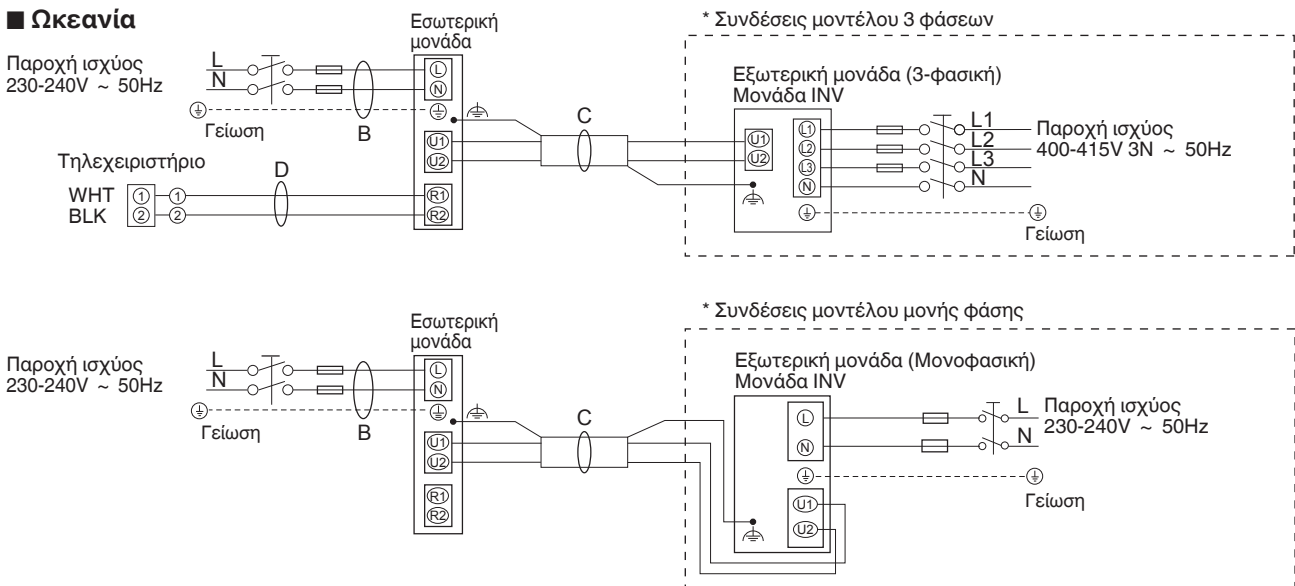 ■ Ωκεανία
Παροχή ισχύος
230-240V ~ 50Hz
L
N
Γείωση
B
Εσωτερική
μονάδα
L
N
U1
U2
R1
R2
C
Τηλεχειριστήριο
WHT
BLK
1
2
1
2
D
* Συνδέσεις μοντέλου 3 φάσεων
Εξωτερική μονάδα (3-φασική)
Μονάδα INV
U1
U2
L1
L2
L3
N
L1
L2
L3
N
Παροχή ισχύος
400-415V 3N ~ 50Hz
Γείωση
Παροχή ισχύος
230-240V ~ 50Hz
L
N
Γείωση
B
Εσωτερική
μονάδα
L
N
U1
U2
R1
R2
C
* Συνδέσεις μοντέλου μονής φάσης
Εξωτερική μονάδα (Μονοφασική)
Μονάδα INV
L
N
U1
U2
L
N
Παροχή ισχύος
230-240V ~ 50Hz
Γείωση